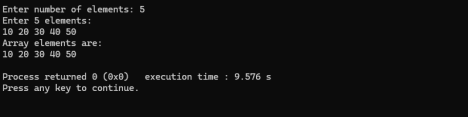 Enter number of elements: 5
Enter 5 elements:
10 20 30 40 50
Array elements are:
10 20 30 40 50
Process returned 0 (0x0)   execution time : 9.576 s
Press any key to continue.